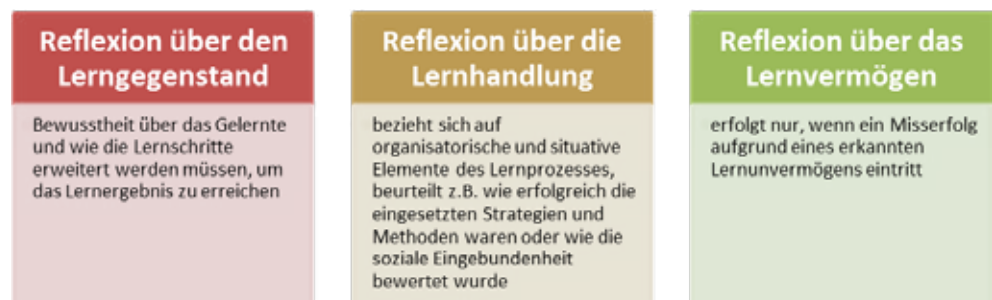 Reflexion über den
Lerngegenstand
Bewusstheit über das Gelernte
und wie die Lernschritte
erweitert werden müssen, um
das Lernergebnis zu erreichen
Reflexion über die
Lernhandlung
bezieht sich auf
organisatorische und situative
Elemente des Lernprozesses,
beurteilt z.B. wie erfolgreich die
eingesetzten Strategien und
Methoden waren oder wie die
soziale Eingebundenheit
bewertet wurde
Reflexion über das
Lernvermögen
erfolgt nur, wenn ein Misserfolg
aufgrund eines erkannten
Lernunvermögens eintritt